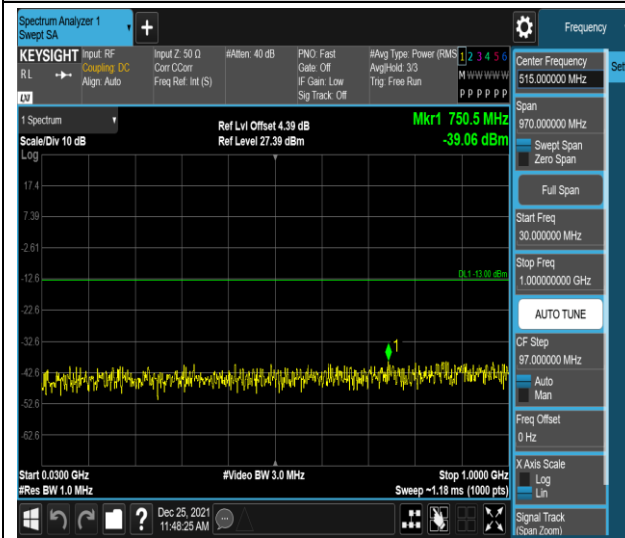 Spectrum Analyzer 1
Swept SA
Frequency
KEYSIGHT
RL
LXI
Input: RF
Coupling: DC
Align: Auto
Input Z: 50 Ω
Corr CCorr
Freq Ref: Int (S)
#Atten: 40 dB
PNO: Fast
Gate: Off
IF Gain: Low
Sig Track: Off
#Avg Type: Power (RMS
Avg|Hold: 3/3
Trig: Free Run
1 2 3 4 5 6
M W W W W W
P P P P P P
1 Spectrum
Scale/Div 10 dB
Log
Ref Lvl Offset 4.39 dB
Ref Level 27.39 dBm
Mkr1 750.5 MHz
-39.06 dBm
17.4
7.39
-2.61
-12.6
DL1 -13.00 dBm
-22.6
-32.6
1
-42.6
-52.6
-62.6
Start 0.0300 GHz
#Res BW 1.0 MHz
#Video BW 3.0 MHz
Stop 1.0000 GHz
Sweep ~1.18 ms (1000 pts)
Dec 25, 2021
11:48:25 AM
Center Frequency
515.000000 MHz
Set
Span
970.000000 MHz
Swept Span
Zero Span
Full Span
Start Freq
30.000000 MHz
Stop Freq
1.000000000 GHz
AUTO TUNE
CF Step
97.000000 MHz
Auto
Man
Freq Offset
0 Hz
X Axis Scale
Log
Lin
Signal Track
(Span Zoom)